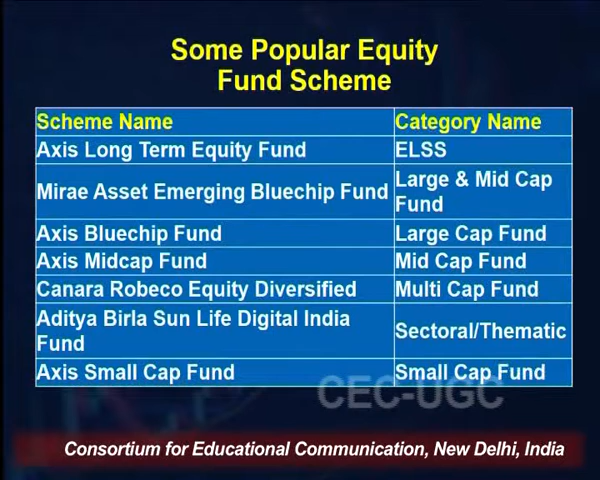 Some Popular Equity
Fund Scheme
Scheme Name Category Name
Axis Long Term Equity Fund ELSS
Mirae Asset Emerging Bluechip Fund Large & Mid Cap
Fund
Axis Bluechip Fund Large Cap Fund
Axis Midcap Fund Mid Cap Fund
Canara Robeco Equity Diversified Multi Cap Fund
Aditya Birla Sun Life Digital India
Fund Sectoral/Thematic
Axis Small Cap Fund Small Cap Fund
CEC-UGC
Consortium for Educational Communication, New Delhi, India